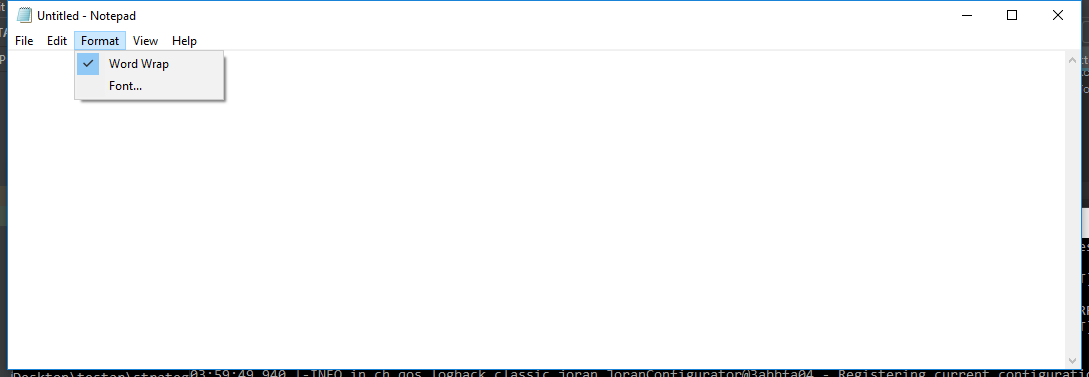 Untitled - Notepad
File Edit Format View Help
Word Wrap
Font...
Desktop\testap\strateg03:59:49,940 |-INFO in ch.qos.logback.classic.joran.JoranConfigurator@3abbfa04 - Registering current configuratio